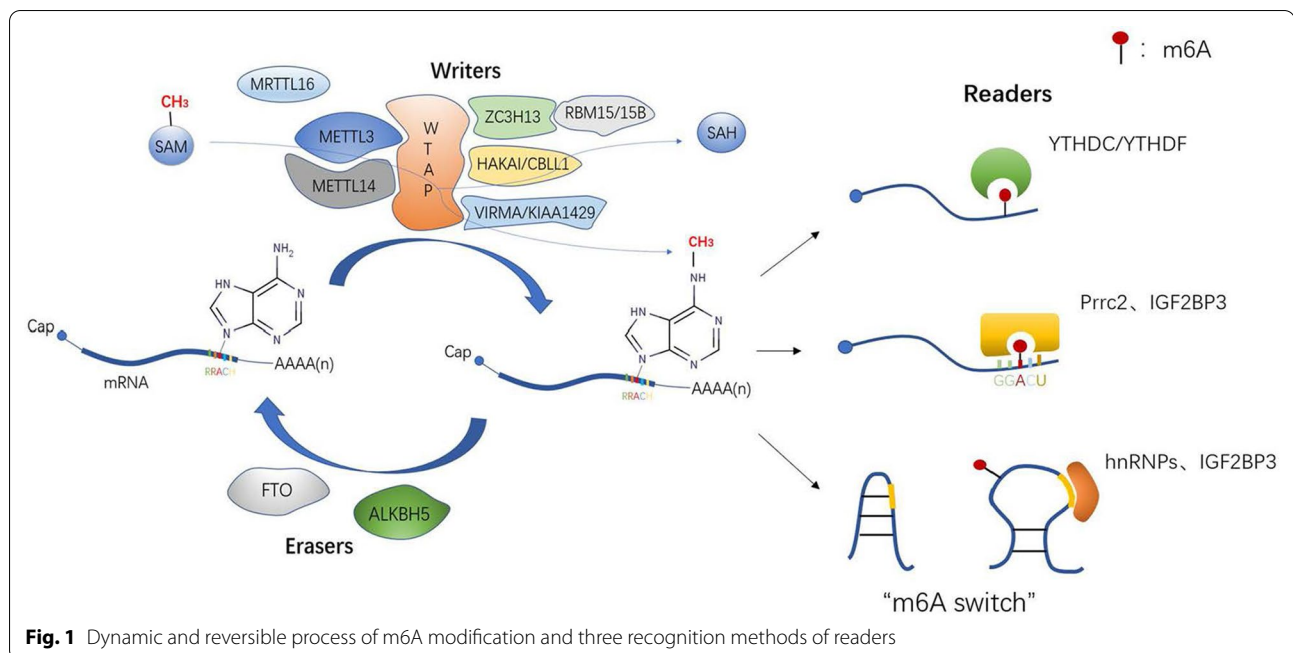 : m6A
Writers
Readers
MRTTL16
CH₃
SAM
METTL3
METTL14
W
T
A
P
ZC3H13
RBM15/15B
HAKAI/CBLL1
VIRMA/KIAA1429
SAH
YTHDC/YTHDF
NH₂
HN
N
N
N
Cap
mRNA
RRACH
AAAA(n)
CH₃
NH
HN
N
N
N
Cap
RRACH
AAAA(n)
Prrc2、IGF2BP3
GGACU
hnRNPs、IGF2BP3
FTO
ALKBH5
Erasers
“m6A switch”
Fig. 1 Dynamic and reversible process of m6A modification and three recognition methods of readers